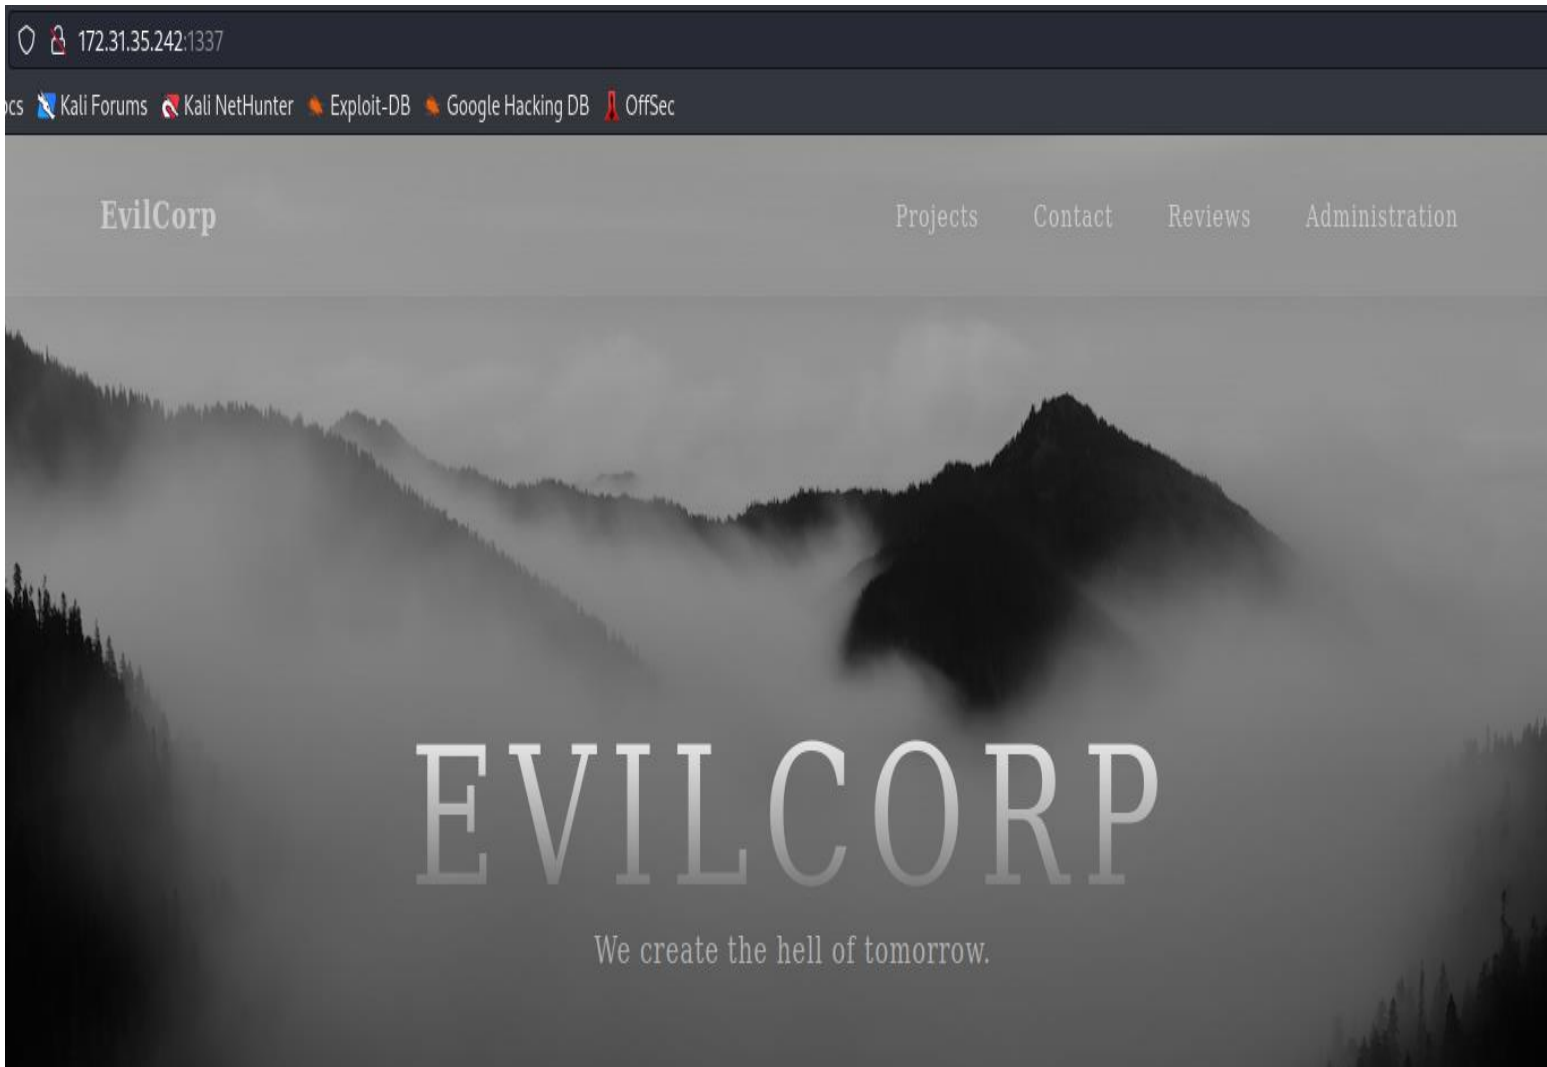 172.31.35.242:1337
ocs Kali Forums Kali NetHunter Exploit-DB Google Hacking DB OffSec
EvilCorp Projects Contact Reviews Administration
EVILCORP
We create the hell of tomorrow.